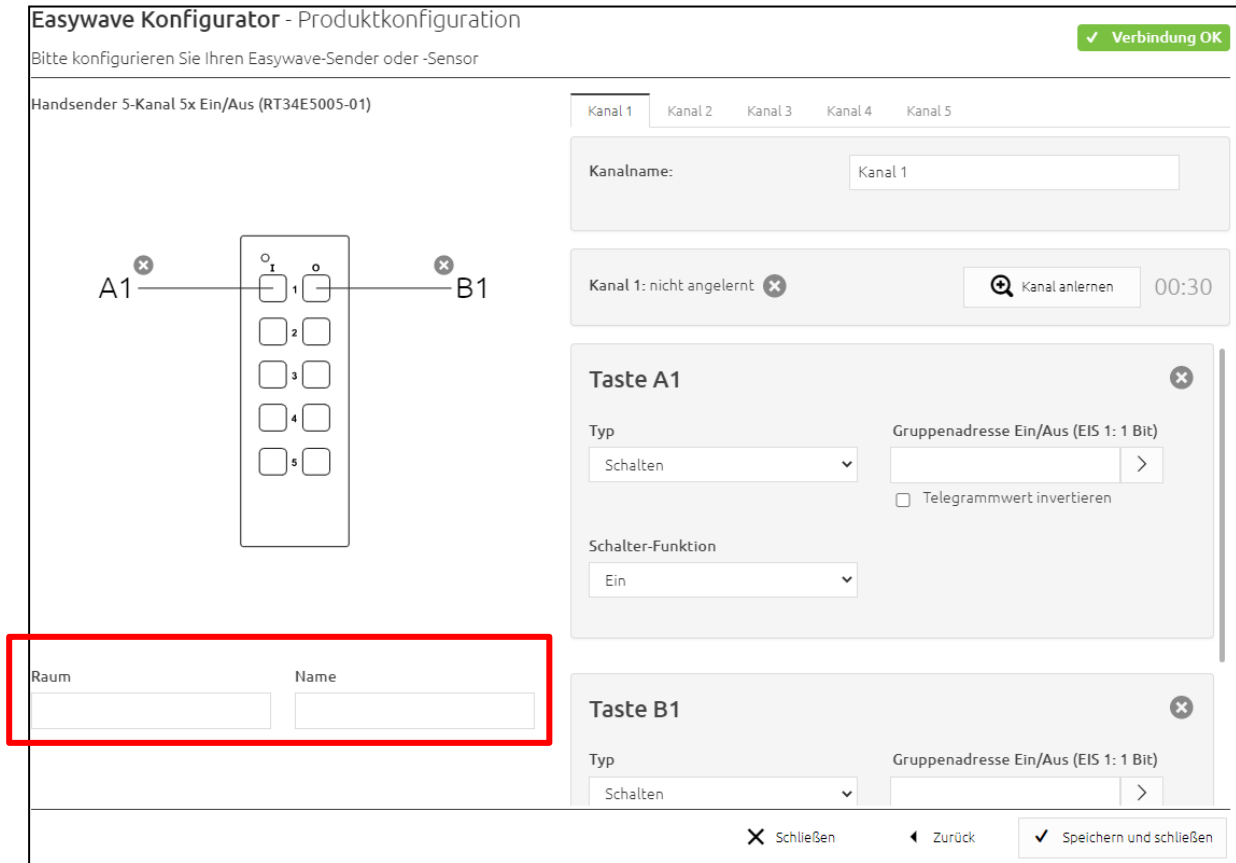 Easywave Konfigurator - Produktkonfiguration
Bitte konfigurieren Sie Ihren Easywave-Sender oder -Sensor
✓ Verbindung OK
Handsender 5-Kanal 5x Ein/Aus (RT34E5005-01)
A1
I O
1
2
3
4
5
B1
Raum
Name
Kanal 1 Kanal 2 Kanal 3 Kanal 4 Kanal 5
Kanalname: Kanal 1
Kanal 1: nicht angelernt
Kanal anlernen 00:30
Taste A1
Typ
Schalten
Gruppenadresse Ein/Aus (EIS 1: 1 Bit)
Telegrammwert invertieren
Schalter-Funktion
Ein
Taste B1
Typ
Schalten
Gruppenadresse Ein/Aus (EIS 1: 1 Bit)
Schließen Zurück Speichern und schließen